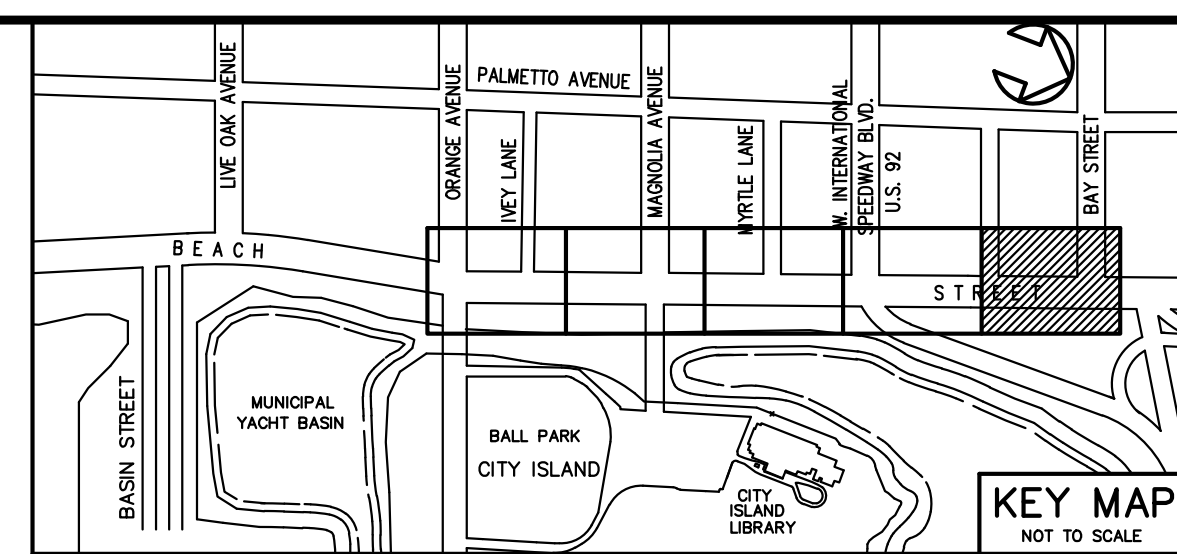 LIVE OAK AVENUE
ORANGE AVENUE
PALMETTO AVENUE
IVEY LANE
MAGNOLIA AVENUE
MYRTLE LANE
W. INTERNATIONAL
SPEEDWAY BLVD.
U.S. 92
BAY STREET
BEACH
STREET
BASIN STREET
MUNICIPAL
YACHT BASIN
BALL PARK
CITY ISLAND
CITY
ISLAND
LIBRARY
KEY MAP
NOT TO SCALE